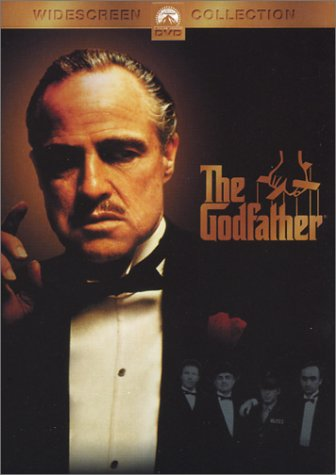 WIDESCREEN COLLECTION
DVD
The
Godfather